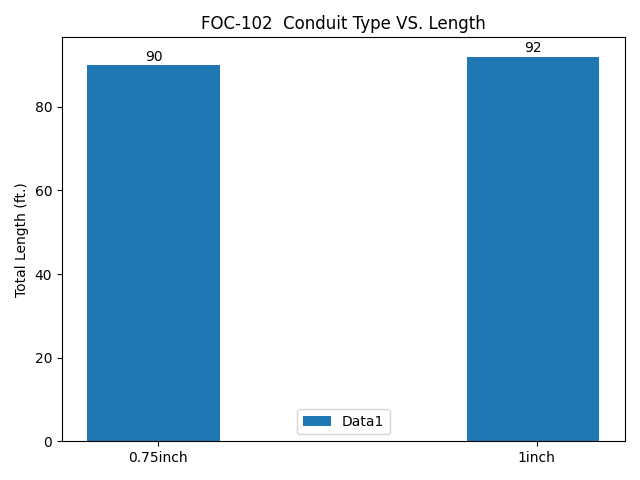 FOC-102  Conduit Type VS. Length
90
92
Total Length (ft.)
80
60
40
20
0
Data1
0.75inch
1inch